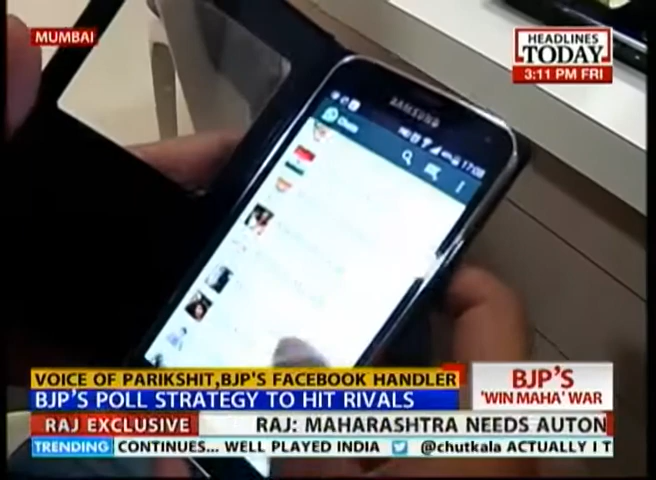 MUMBAI
HEADLINES
TODAY
3:11 PM FRI
SAMSUNG
17:08
Chats
VOICE OF PARIKSHIT,BJP'S FACEBOOK HANDLER
BJP'S POLL STRATEGY TO HIT RIVALS
BJP'S
'WIN MAHA' WAR
RAJ EXCLUSIVE
RAJ: MAHARASHTRA NEEDS AUTON
TRENDING CONTINUES... WELL PLAYED INDIA @chutkala ACTUALLY I T